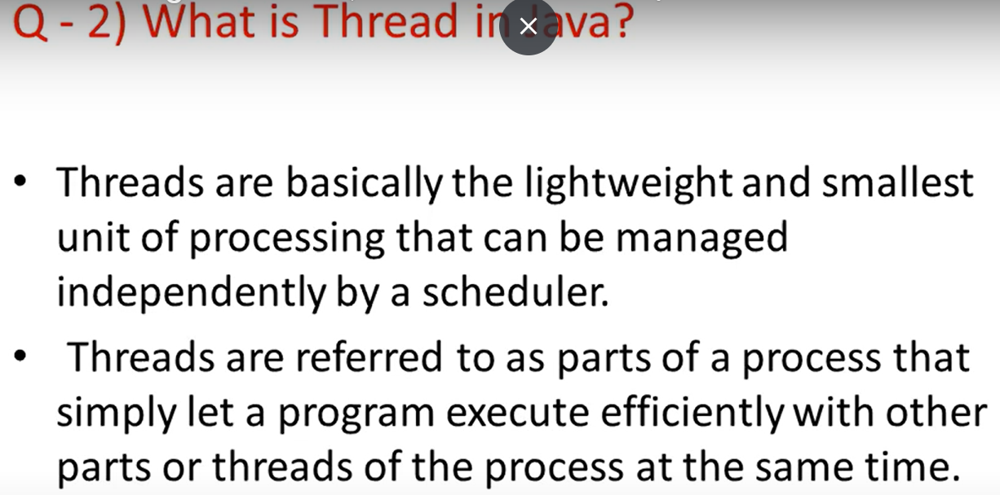 Q - 2) What is Thread in Java?
• Threads are basically the lightweight and smallest
unit of processing that can be managed
independently by a scheduler.
• Threads are referred to as parts of a process that
simply let a program execute efficiently with other
parts or threads of the process at the same time.